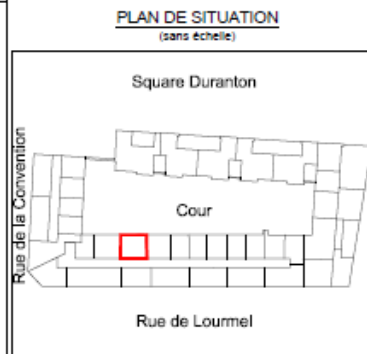 PLAN DE SITUATION
(sans échelle)
Square Duranton
Rue de la Convention
Cour
Rue de Lourmel